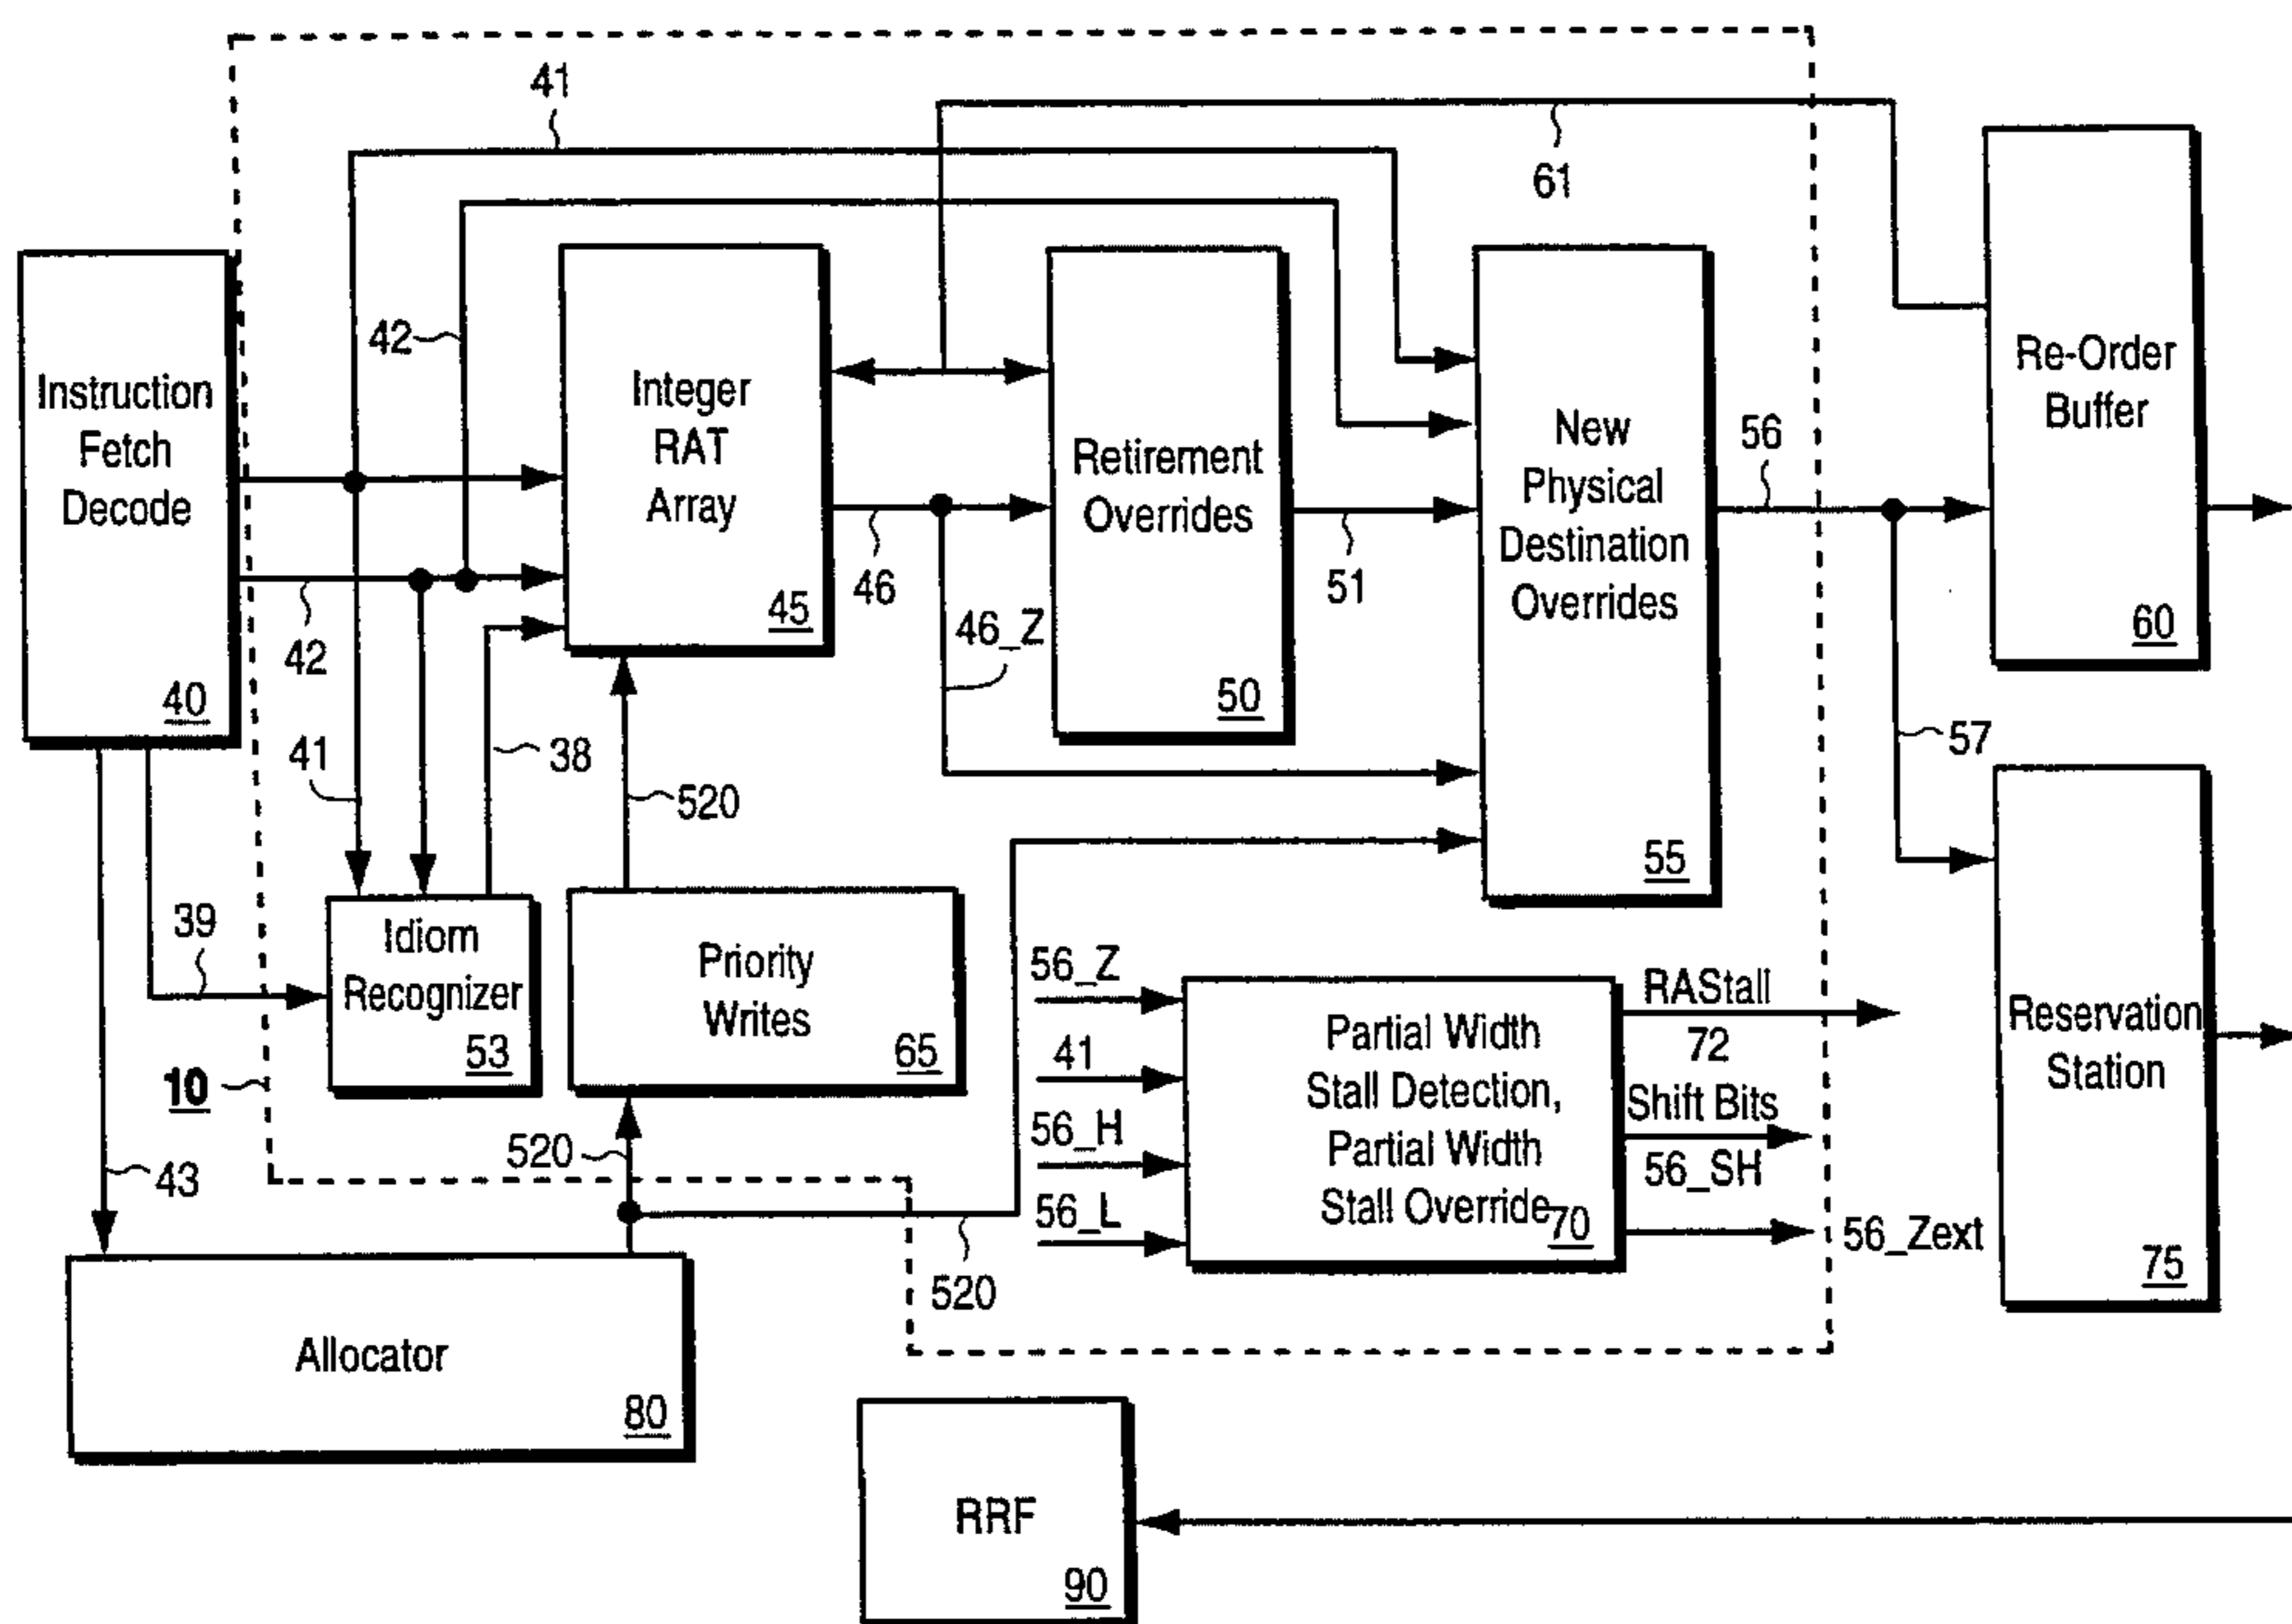 41
61
42
Instruction
Fetch
Decode
40
Integer
RAT
Array
45
Retirement
Overrides
50
New
Physical
Destination
Overrides
55
Re-Order
Buffer
60
56
46
51
42
46_Z
57
41
38
520
39
Idiom
Recognizer
53
Priority
Writes
65
56_Z
41
56_H
56_L
Partial Width
Stall Detection,
Partial Width
Stall Override
70
RAStall
72
Shift Bits
56_SH
56_Zext
Reservation
Station
75
10
43
520
520
Allocator
80
RRF
90